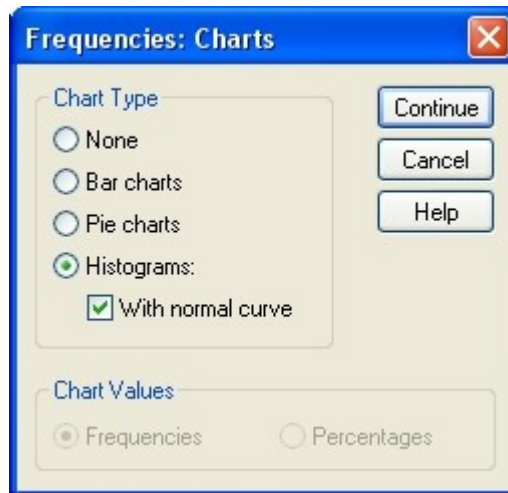 Frequencies: Charts
Chart Type
None
Bar charts
Pie charts
Histograms:
With normal curve
Continue
Cancel
Help
Chart Values
Frequencies
Percentages